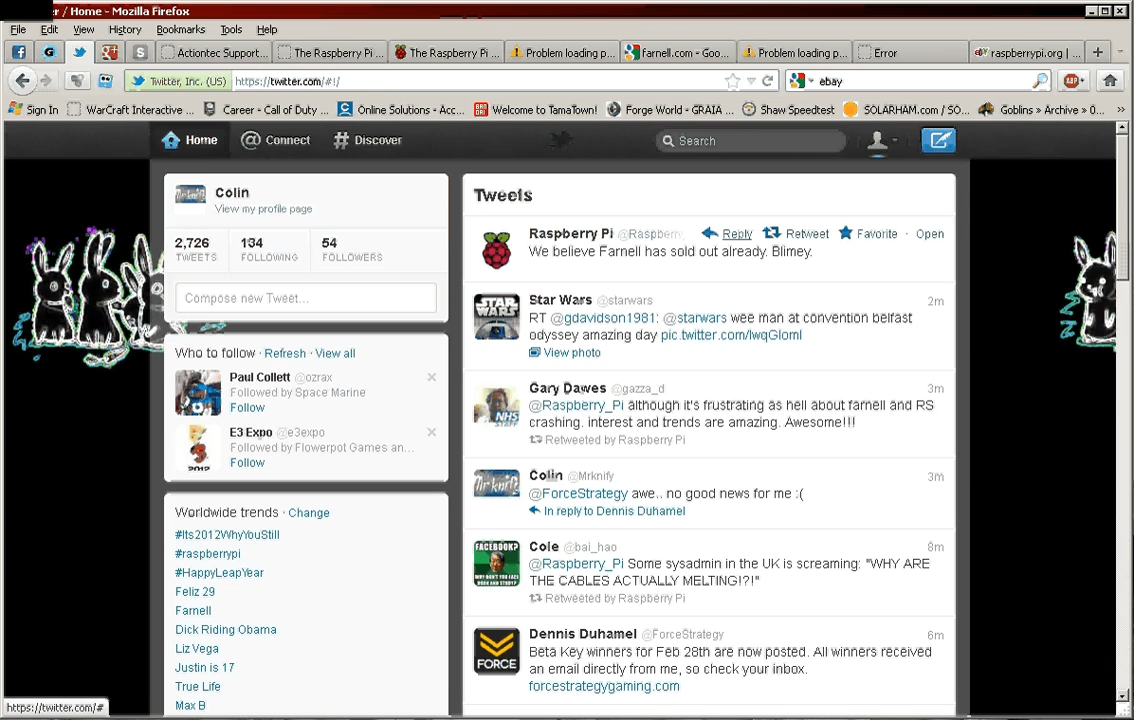 er / Home - Mozilla Firefox
File Edit View History Bookmarks Tools Help
Actiontec Support... The Raspberry Pi ... The Raspberry Pi ... Problem loading p... farnell.com - Goo... Problem loading p... Error raspberrypi.org | ...
Twitter, Inc. (US) https://twitter.com/#!/ ebay
Sign In WarCraft Interactive ... Career - Call of Duty ... Online Solutions - Acc... Welcome to TamaTown! Forge World - GRAIA ... Shaw Speedtest SOLARHAM.com / SO... Goblins » Archive » 0...
Home @ Connect # Discover Search
Colin
View my profile page
2,726 134 54
TWEETS FOLLOWING FOLLOWERS
Compose new Tweet...
Who to follow · Refresh · View all
Paul Collett @ozrax
Followed by Space Marine
Follow
E3 Expo @e3expo
Followed by Flowerpot Games an...
Follow
2012
Worldwide trends · Change
#Its2012WhyYouStill
#raspberrypi
#HappyLeapYear
Feliz 29
Farnell
Dick Riding Obama
Liz Vega
Justin is 17
True Life
Max B
Tweets
Raspberry Pi @Raspberry Reply Retweet Favorite · Open
We believe Farnell has sold out already. Blimey.
Star Wars @starwars 2m
RT @gdavidson1981: @starwars wee man at convention belfast
odyssey amazing day pic.twitter.com/IwqGloml
View photo
Gary Dawes @gazza_d 3m
@Raspberry_Pi although it's frustrating as hell about farnell and RS
crashing. interest and trends are amazing. Awesome!!!
Retweeted by Raspberry Pi
Colin @Mrknify 3m
@ForceStrategy awe.. no good news for me :(
In reply to Dennis Duhamel
Cole @bai_hao 8m
@Raspberry_Pi Some sysadmin in the UK is screaming: "WHY ARE
THE CABLES ACTUALLY MELTING!?!"
Retweeted by Raspberry Pi
Dennis Duhamel @ForceStrategy 6m
Beta Key winners for Feb 28th are now posted. All winners received
an email directly from me, so check your inbox.
forcestrategygaming.com
STAR WARS
NHS
FACEBOOK?
FORCE
https://twitter.com/#